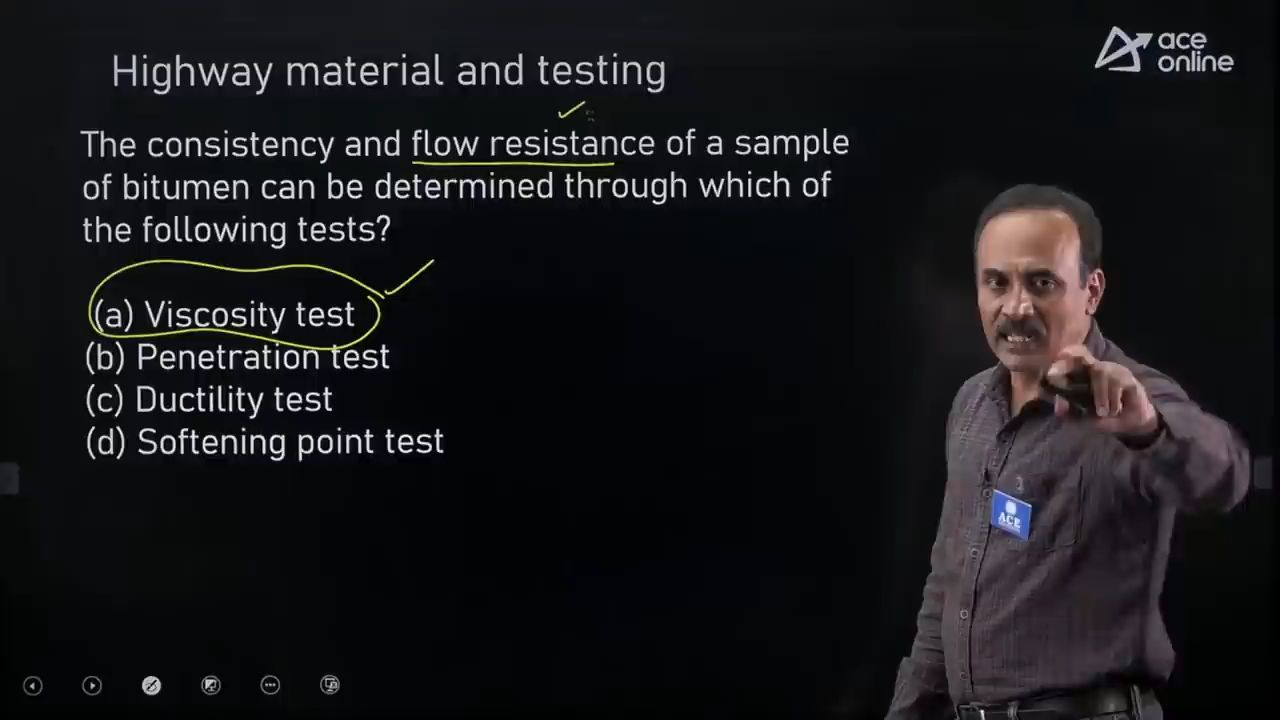 Highway material and testing
ace
online
The consistency and flow resistance of a sample
of bitumen can be determined through which of
the following tests?
(a) Viscosity test
(b) Penetration test
(c) Ductility test
(d) Softening point test
ACE